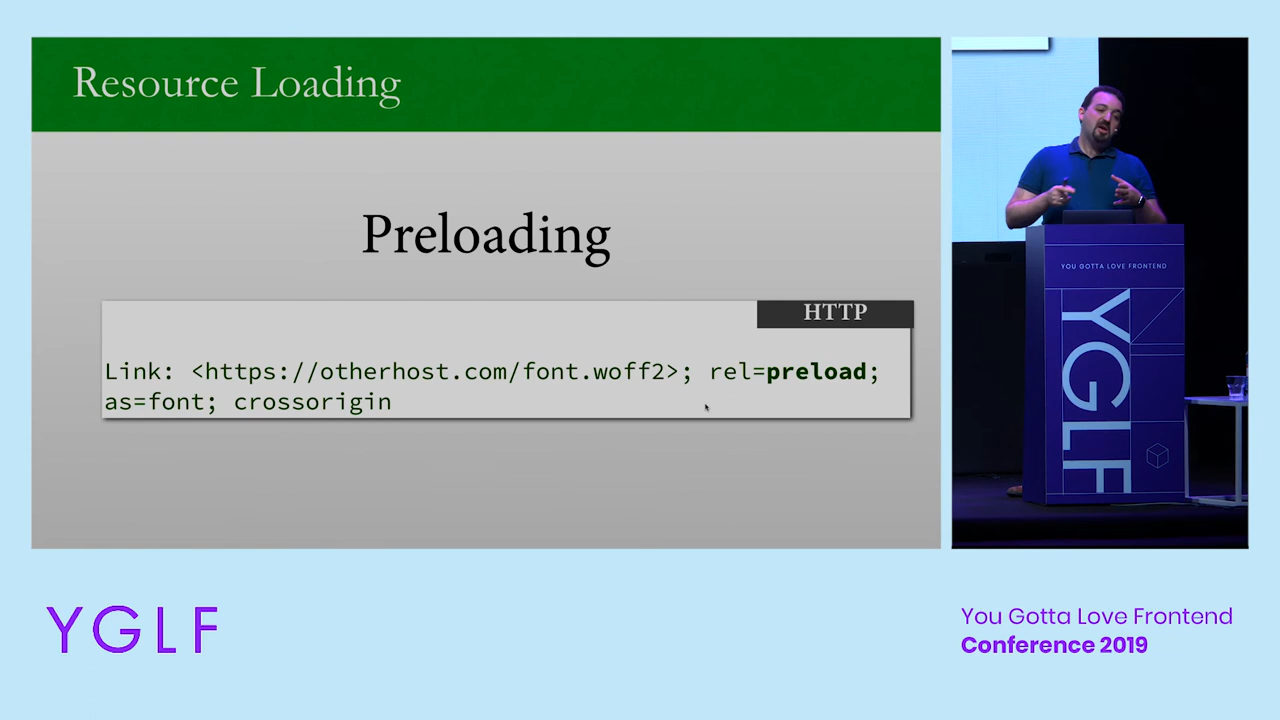 Resource Loading
Preloading
HTTP
Link: <https://otherhost.com/font.woff2>; rel=preload;
as=font; crossorigin
YOU GOTTA LOVE FRONTEND
YGLF
YGLF
You Gotta Love Frontend
Conference 2019